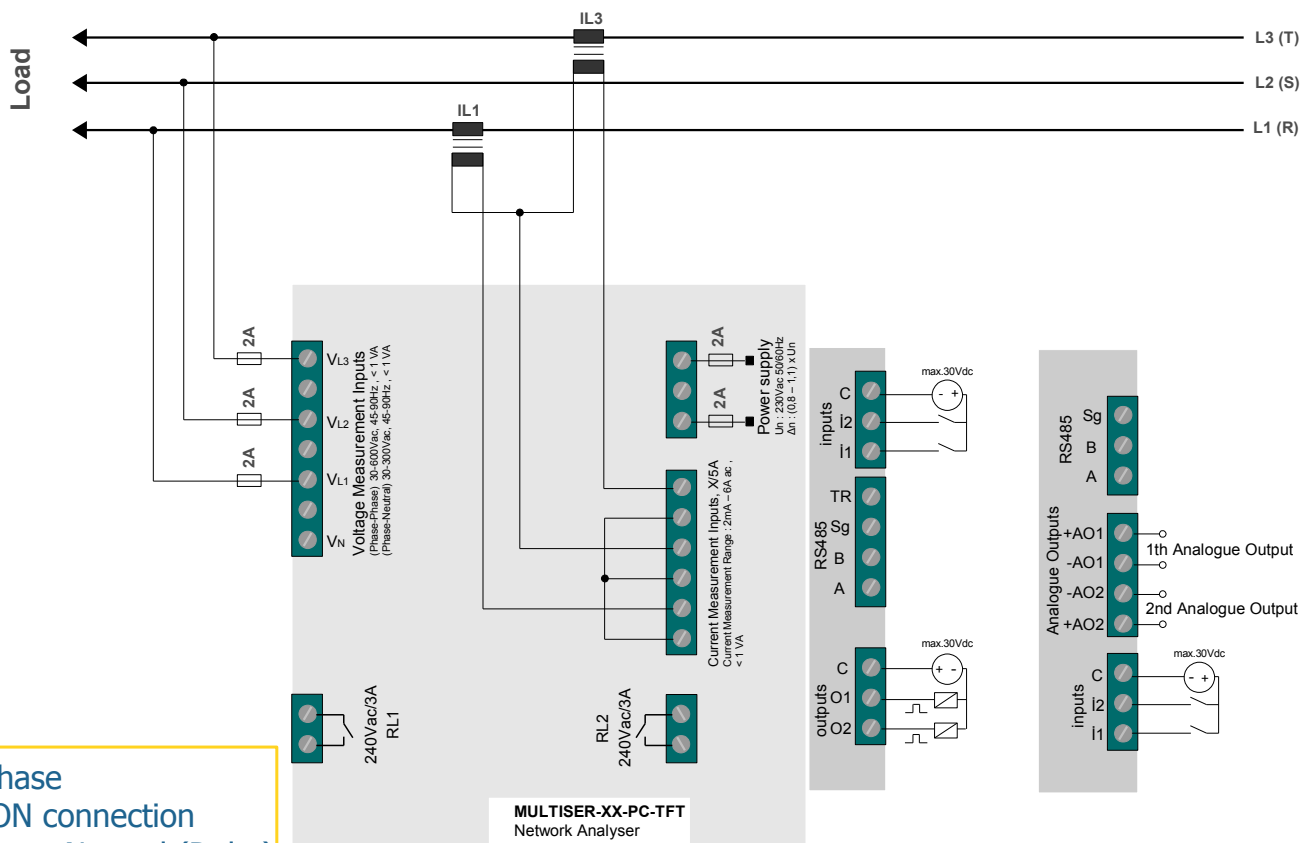 IL3
L3 (T)
Load
L2 (S)
IL1
L1 (R)
2A
VL3
2A
VL2
2A
VL1
VN
Voltage Measurement Inputs
(Phase-Phase) 30-600Vac, 45-90Hz , < 1 VA
(Phase-Neutral) 30-300Vac, 45-90Hz , < 1 VA
2A
2A
Power supply
Un : 230Vac 50/60Hz
Δn : (0,8 – 1,1) x Un
Current Measurement Inputs, X/5A
Current Measurement Range : 2mA – 6A ac ,
< 1 VA
240Vac/3A
RL1
RL2
240Vac/3A
MULTISER-XX-PC-TFT
Network Analyser
hase
ON connection
max.30Vdc
- +
inputs
C
İ2
i1
RS485
TR
Sg
B
A
max.30Vdc
+ -
outputs
C
O1
O2
RS485
Sg
B
A
Analogue Outputs
+AO1
-AO1
1th Analogue Output
-AO2
+AO2
2nd Analogue Output
max.30Vdc
- +
inputs
C
İ2
i1